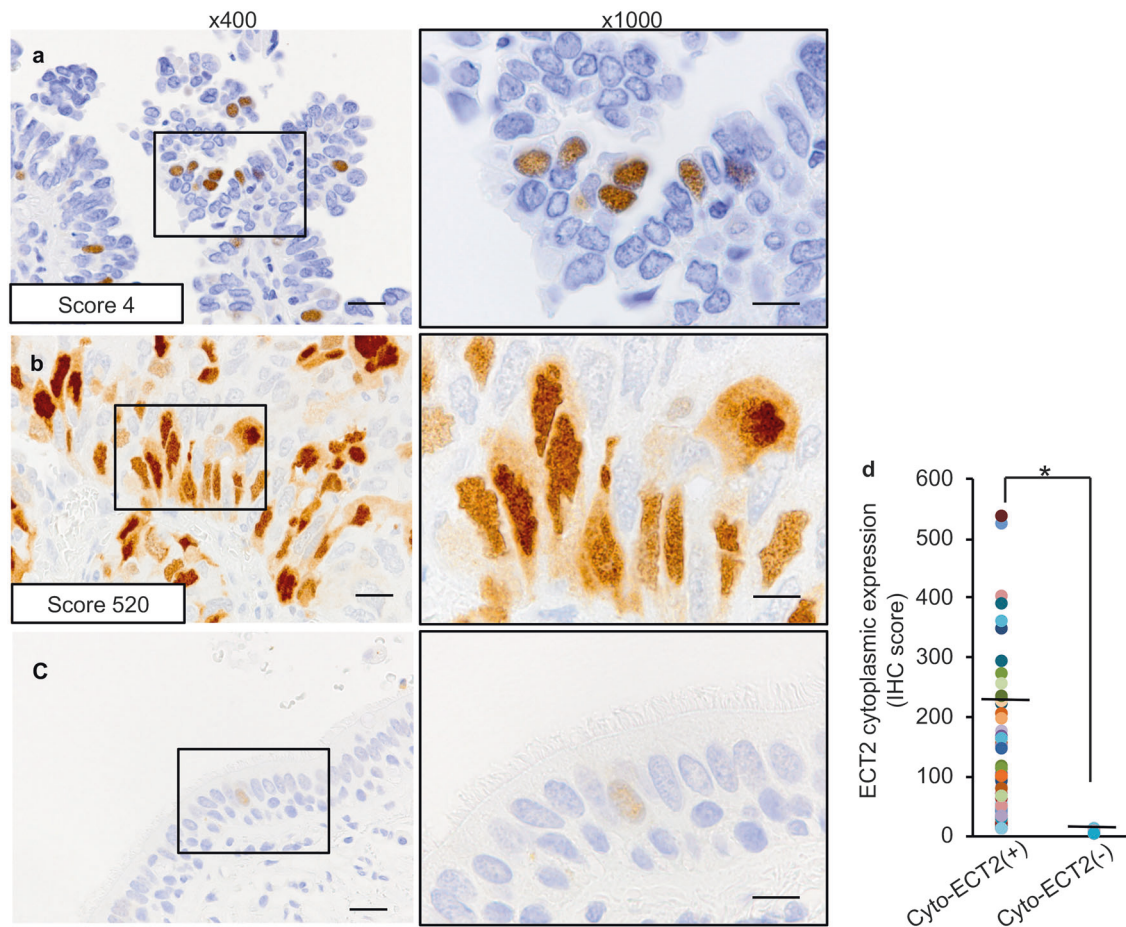 x400
x1000
a
Score 4
b
Score 520
C
d
ECT2 cytoplasmic expression
(IHC score)
600
500
400
300
200
100
0
*
Cyto-ECT2(+)
Cyto-ECT2(-)